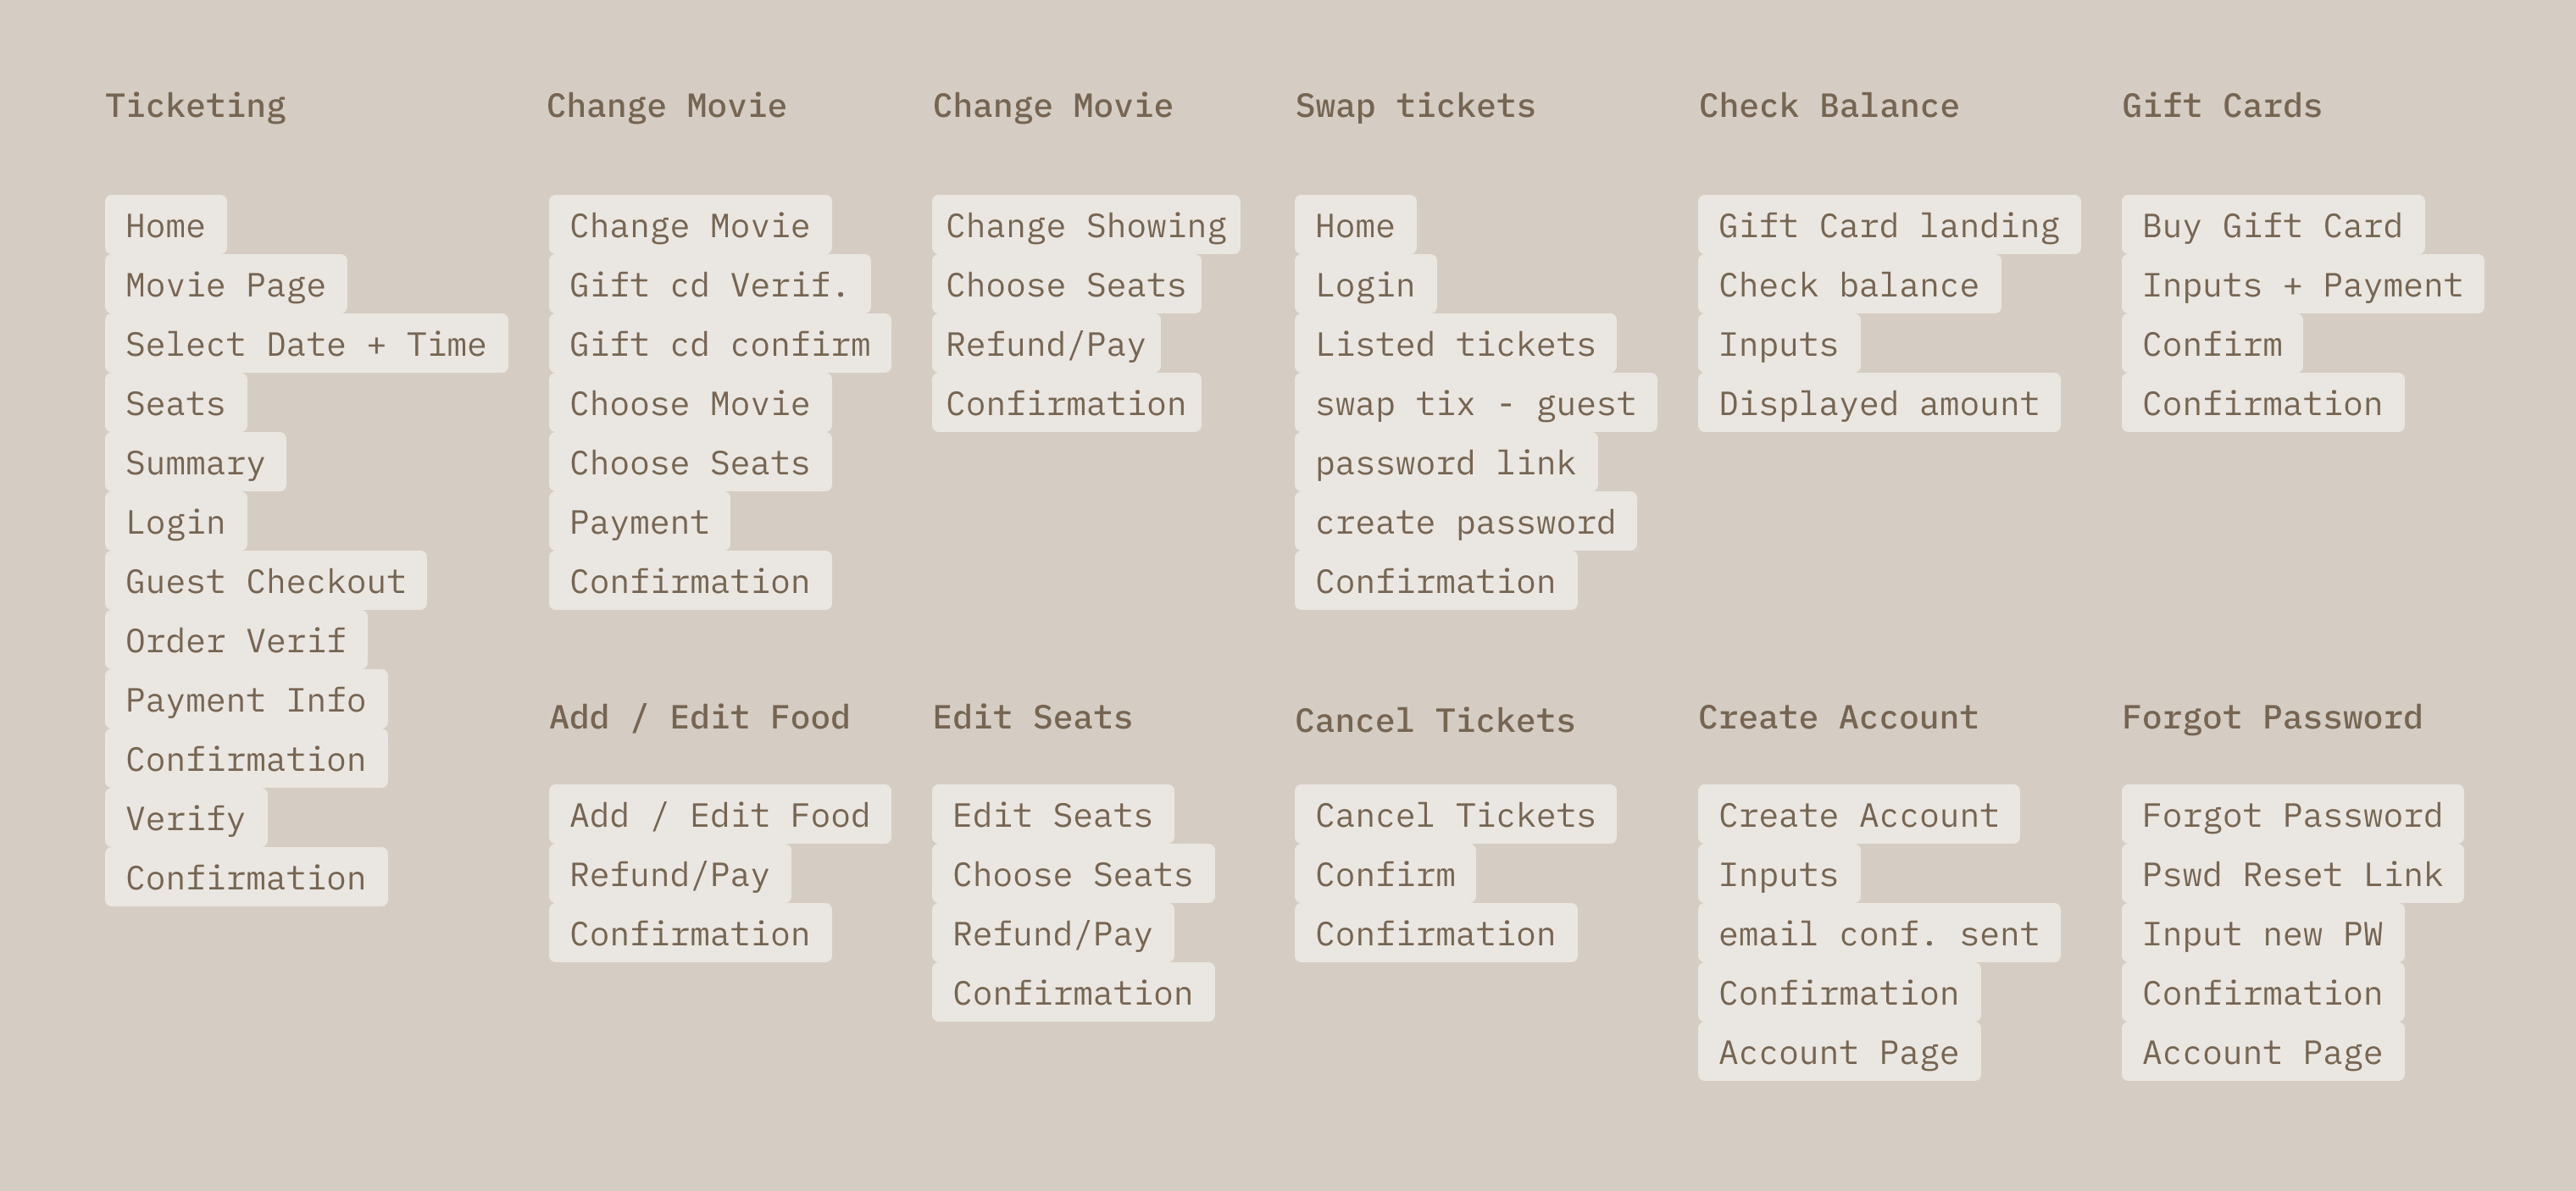 Ticketing
Home
Movie Page
Select Date + Time
Seats
Summary
Login
Guest Checkout
Order Verif
Payment Info
Confirmation
Verify
Confirmation
Change Movie
Change Movie
Gift cd Verif.
Gift cd confirm
Choose Movie
Choose Seats
Payment
Confirmation
Change Movie
Change Showing
Choose Seats
Refund/Pay
Confirmation
Swap tickets
Home
Login
Listed tickets
swap tix - guest
password link
create password
Confirmation
Check Balance
Gift Card landing
Check balance
Inputs
Displayed amount
Gift Cards
Buy Gift Card
Inputs + Payment
Confirm
Confirmation
Add / Edit Food
Add / Edit Food
Refund/Pay
Confirmation
Edit Seats
Edit Seats
Choose Seats
Refund/Pay
Confirmation
Cancel Tickets
Cancel Tickets
Confirm
Confirmation
Create Account
Create Account
Inputs
email conf. sent
Confirmation
Account Page
Forgot Password
Forgot Password
Pswd Reset Link
Input new PW
Confirmation
Account Page